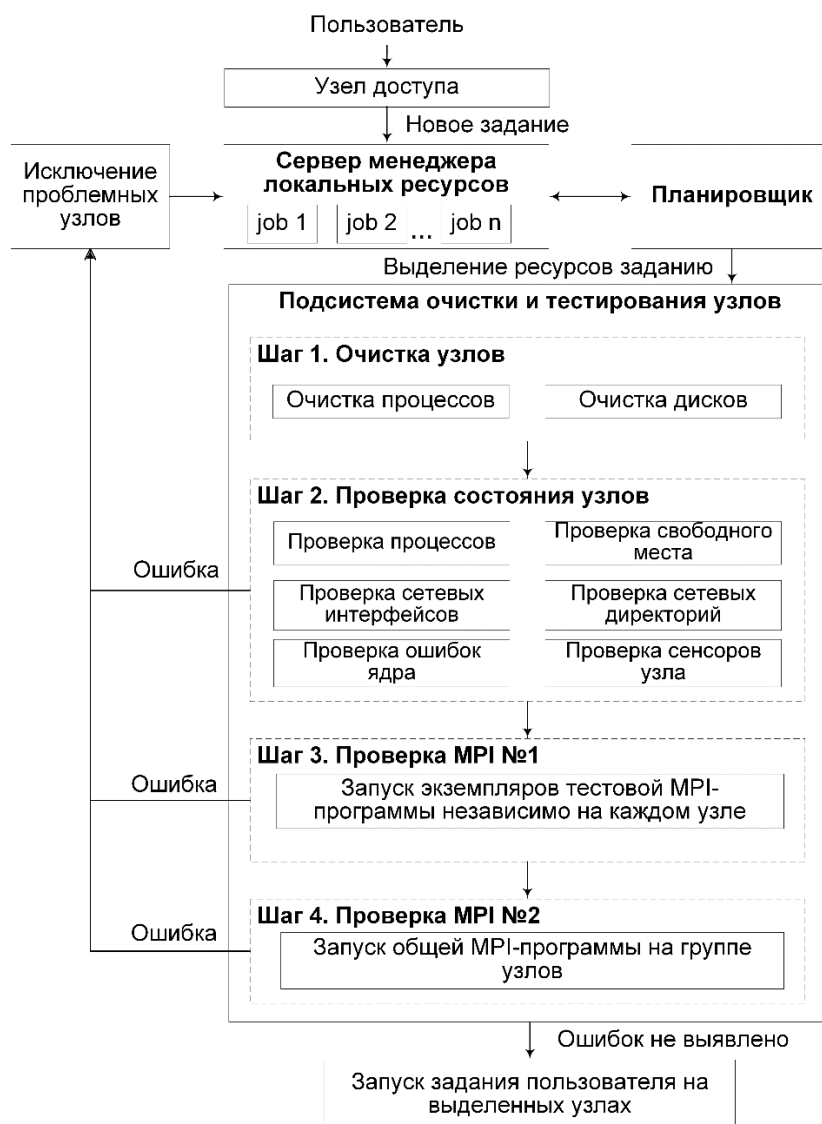 Пользователь
Узел доступа
Новое задание
Исключение
проблемных
узлов
Сервер менеджера
локальных ресурсов
job 1
job 2
...
job n
Планировщик
Выделение ресурсов заданию
Подсистема очистки и тестирования узлов
Шаг 1. Очистка узлов
Очистка процессов
Очистка дисков
Шаг 2. Проверка состояния узлов
Проверка процессов
Проверка свободного
места
Ошибка
Проверка сетевых
интерфейсов
Проверка сетевых
директорий
Проверка ошибок
ядра
Проверка сенсоров
узла
Шаг 3. Проверка MPI №1
Ошибка
Запуск экземпляров тестовой MPI-
программы независимо на каждом узле
Шаг 4. Проверка MPI №2
Ошибка
Запуск общей MPI-программы на группе
узлов
Ошибок не выявлено
Запуск задания пользователя на
выделенных узлах